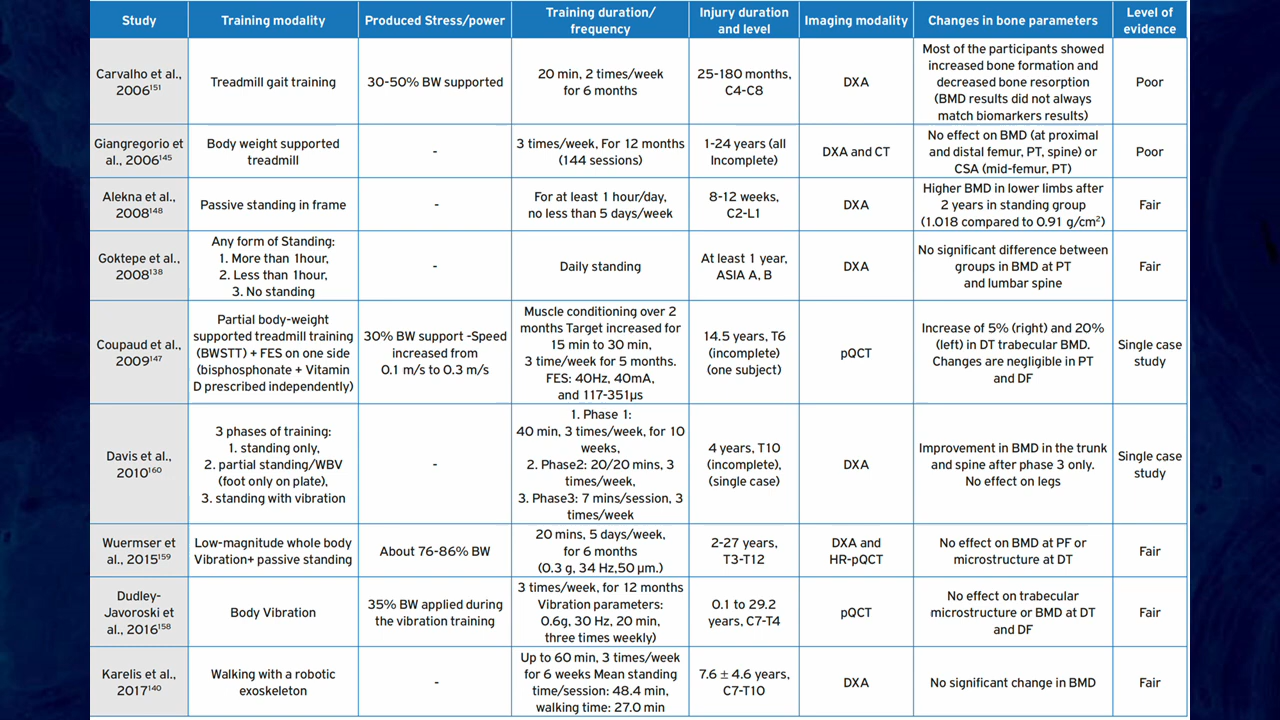 Study
Training modality
Produced Stress/power
Training duration/
frequency
Injury duration
and level
Imaging modality
Changes in bone parameters
Level of
evidence
Carvalho et al.,
2006151
Treadmill gait training
30-50% BW supported
20 min, 2 times/week
for 6 months
25-180 months,
C4-C8
DXA
Most of the participants showed
increased bone formation and
decreased bone resorption
(BMD results did not always
match biomarkers results)
Poor
Giangregorio et
al., 2006145
Body weight supported
treadmill
-
3 times/week, For 12 months
(144 sessions)
1-24 years (all
Incomplete)
DXA and CT
No effect on BMD (at proximal
and distal femur, PT, spine) or
CSA (mid-femur, PT)
Poor
Alekna et al.,
2008148
Passive standing in frame
-
For at least 1 hour/day,
no less than 5 days/week
8-12 weeks,
C2-L1
DXA
Higher BMD in lower limbs after
2 years in standing group
(1.018 compared to 0.91 g/cm2)
Fair
Goktepe et al.,
2008138
Any form of Standing:
1. More than 1hour,
2. Less than 1hour,
3. No standing
-
Daily standing
At least 1 year,
ASIA A, B
DXA
No significant difference between
groups in BMD at PT
and lumbar spine
Fair
Coupaud et al.,
2009147
Partial body-weight
supported treadmill training
(BWSTT) + FES on one side
(bisphosphonate + Vitamin
D prescribed independently)
30% BW support -Speed
increased from
0.1 m/s to 0.3 m/s
Muscle conditioning over 2
months Target increased for
15 min to 30 min,
3 time/week for 5 months.
FES: 40Hz, 40mA,
and 117-351µs
14.5 years, T6
(incomplete)
(one subject)
pQCT
Increase of 5% (right) and 20%
(left) in DT trabecular BMD.
Changes are negligible in PT
and DF
Single case
study
Davis et al.,
2010160
3 phases of training:
1. standing only,
2. partial standing/WBV
(foot only on plate),
3. standing with vibration
-
1. Phase 1:
40 min, 3 times/week, for 10
weeks,
2. Phase2: 20/20 mins, 3
times/week,
3. Phase3: 7 mins/session, 3
times/week
4 years, T10
(incomplete),
(single case)
DXA
Improvement in BMD in the trunk
and spine after phase 3 only.
No effect on legs
Single case
study
Wuermser et
al., 2015159
Low-magnitude whole body
Vibration+ passive standing
About 76-86% BW
20 mins, 5 days/week,
for 6 months
(0.3 g, 34 Hz,50 µm.)
2-27 years,
T3-T12
DXA and
HR-pQCT
No effect on BMD at PF or
microstructure at DT
Fair
Dudley-
Javoroski et
al., 2016158
Body Vibration
35% BW applied during
the vibration training
3 times/week, for 12 months
Vibration parameters:
0.6g, 30 Hz, 20 min,
three times weekly)
0.1 to 29.2
years, C7-T4
pQCT
No effect on trabecular
microstructure or BMD at DT
and DF
Fair
Karelis et al.,
2017140
Walking with a robotic
exoskeleton
-
Up to 60 min, 3 times/week
for 6 weeks Mean standing
time/session: 48.4 min,
walking time: 27.0 min
7.6 ± 4.6 years,
C7-T10
DXA
No significant change in BMD
Fair